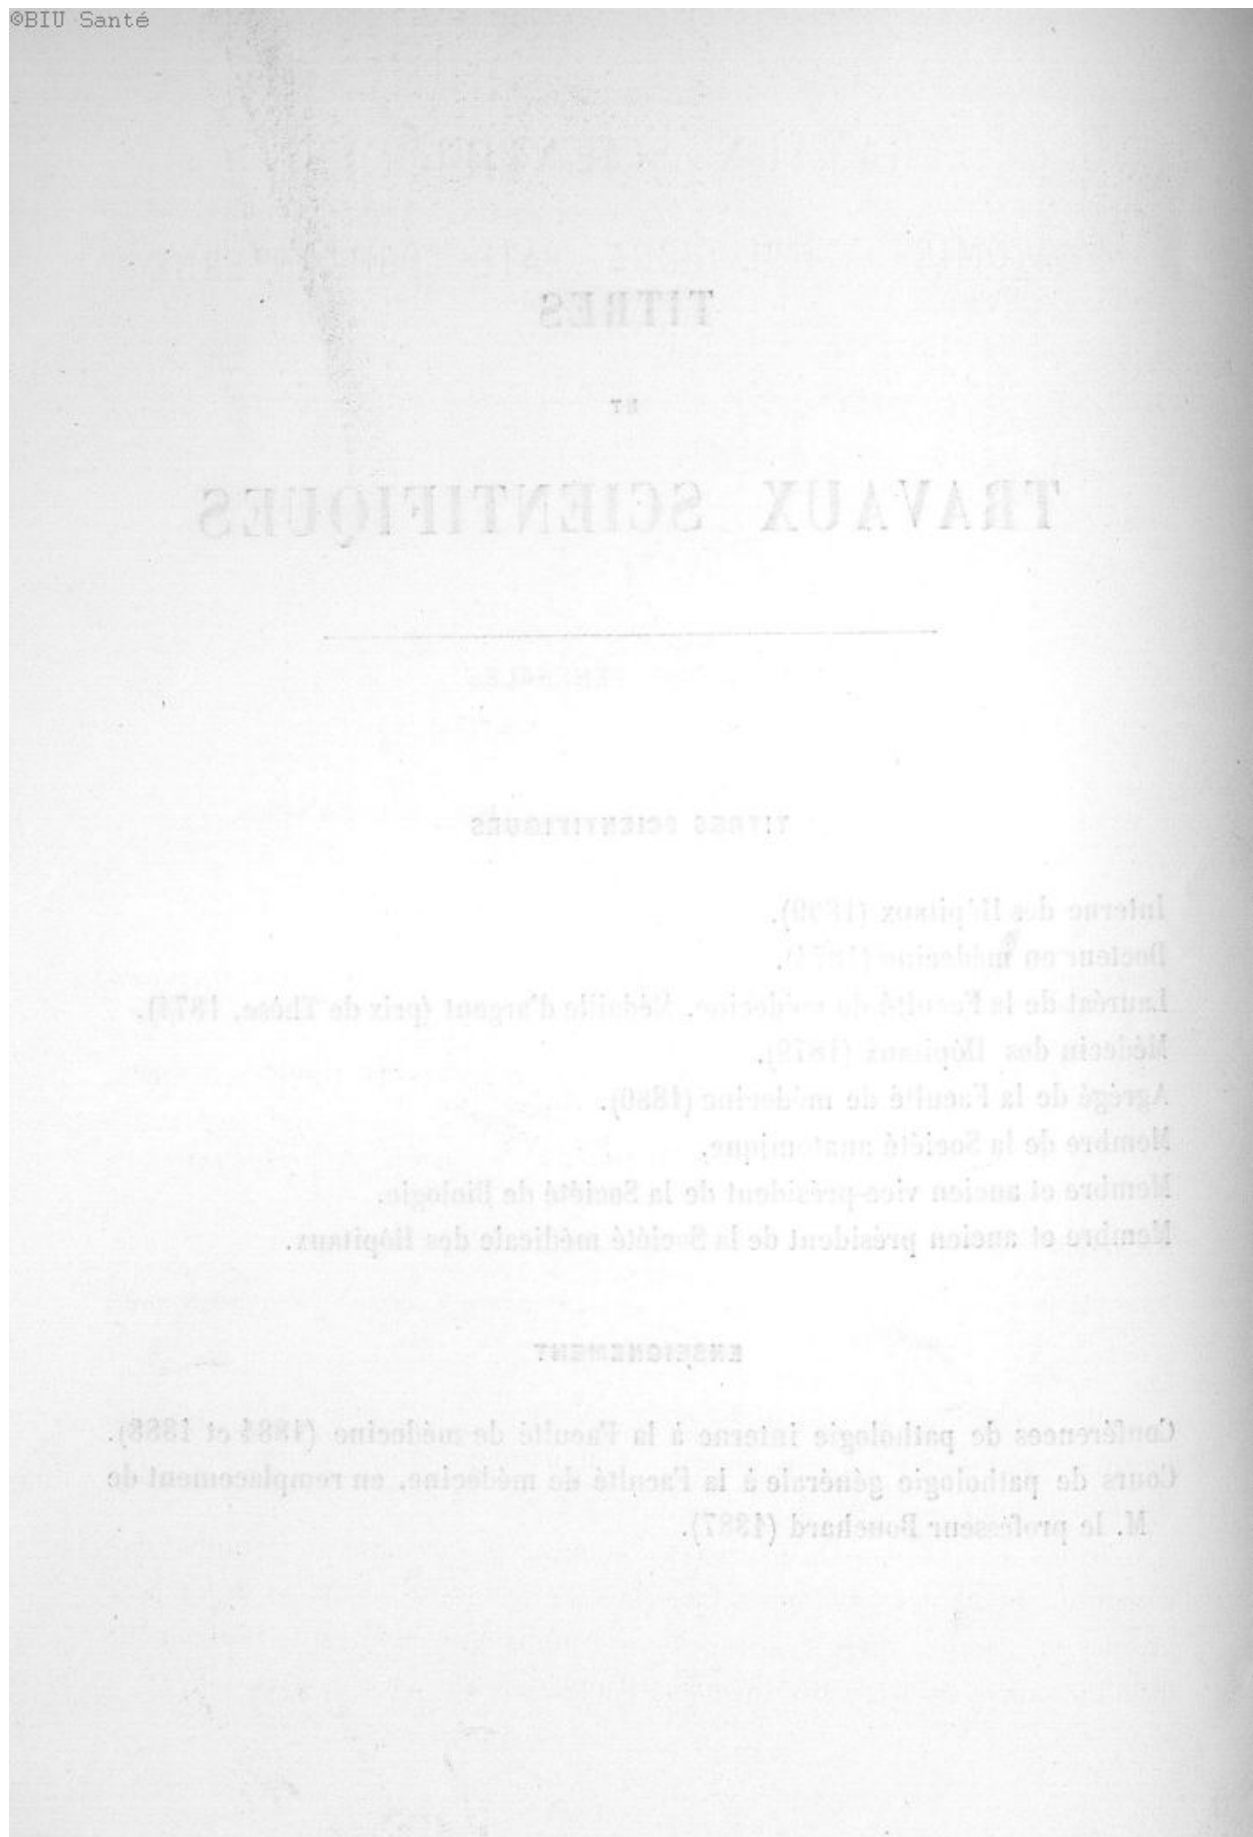 ©BIU Santé
TITRES
ET
TRAVAUX SCIENTIFIQUES
TITRES SCIENTIFIQUES
Interne des Hôpitaux
Docteur en médecine
Lauréat de la Faculté de médecine. Médaille d'argent (prix de Thèse,
Médecin des Hôpitaux (1879).
Agrégé de la Faculté de médecine (1880).
Membre de la Société anatomique.
Membre et ancien vice-président de la Société de Biologie.
Membre et ancien président de la Société médicale des Hôpitaux.
ENSEIGNEMENT
Conférences de pathologie interne à la Faculté de médecine (1884 et
Cours de pathologie générale à la Faculté de médecine, en remplacement de
M. le professeur Bouchard (1887).